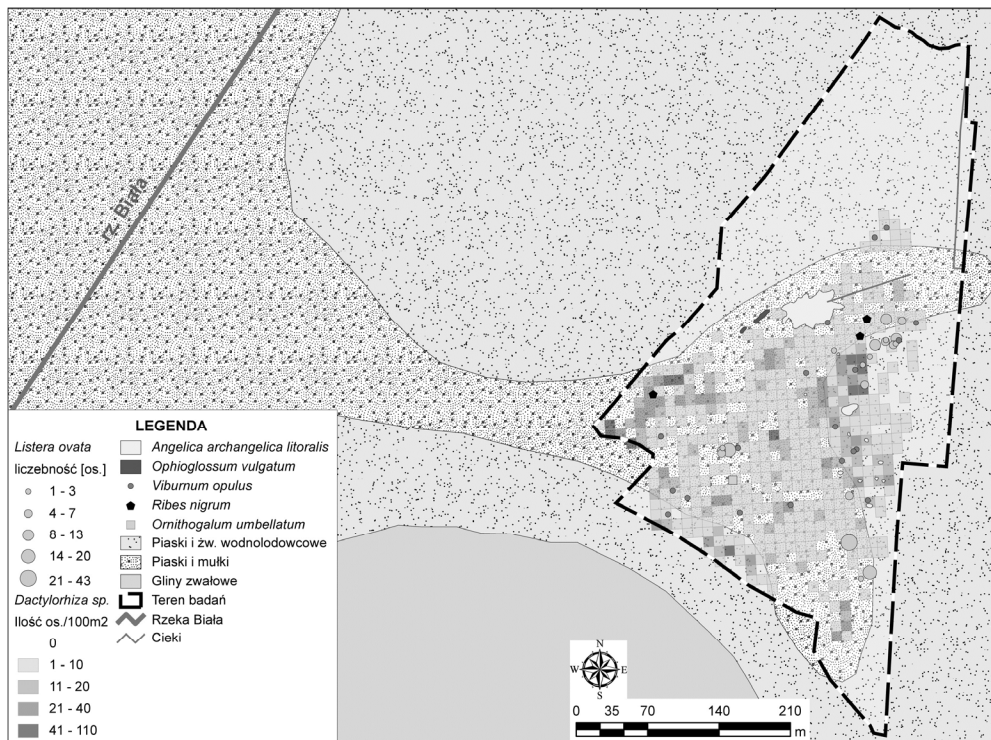 rz. Biała
LEGENDA
Listera ovata
liczebność [os.]
1 - 3
4 - 7
8 - 13
14 - 20
21 - 43
Dactylorhiza sp.
Ilość os./100m2
0
1 - 10
11 - 20
21 - 40
41 - 110
Angelica archangelica litoralis
Ophioglossum vulgatum
Viburnum opulus
Ribes nigrum
Ornithogalum umbellatum
Piaski i żw. wodnolodowcowe
Piaski i mułki
Gliny zwałowe
Teren badań
Rzeka Biała
Cieki
N
W E
S
0 35 70 140 210
m